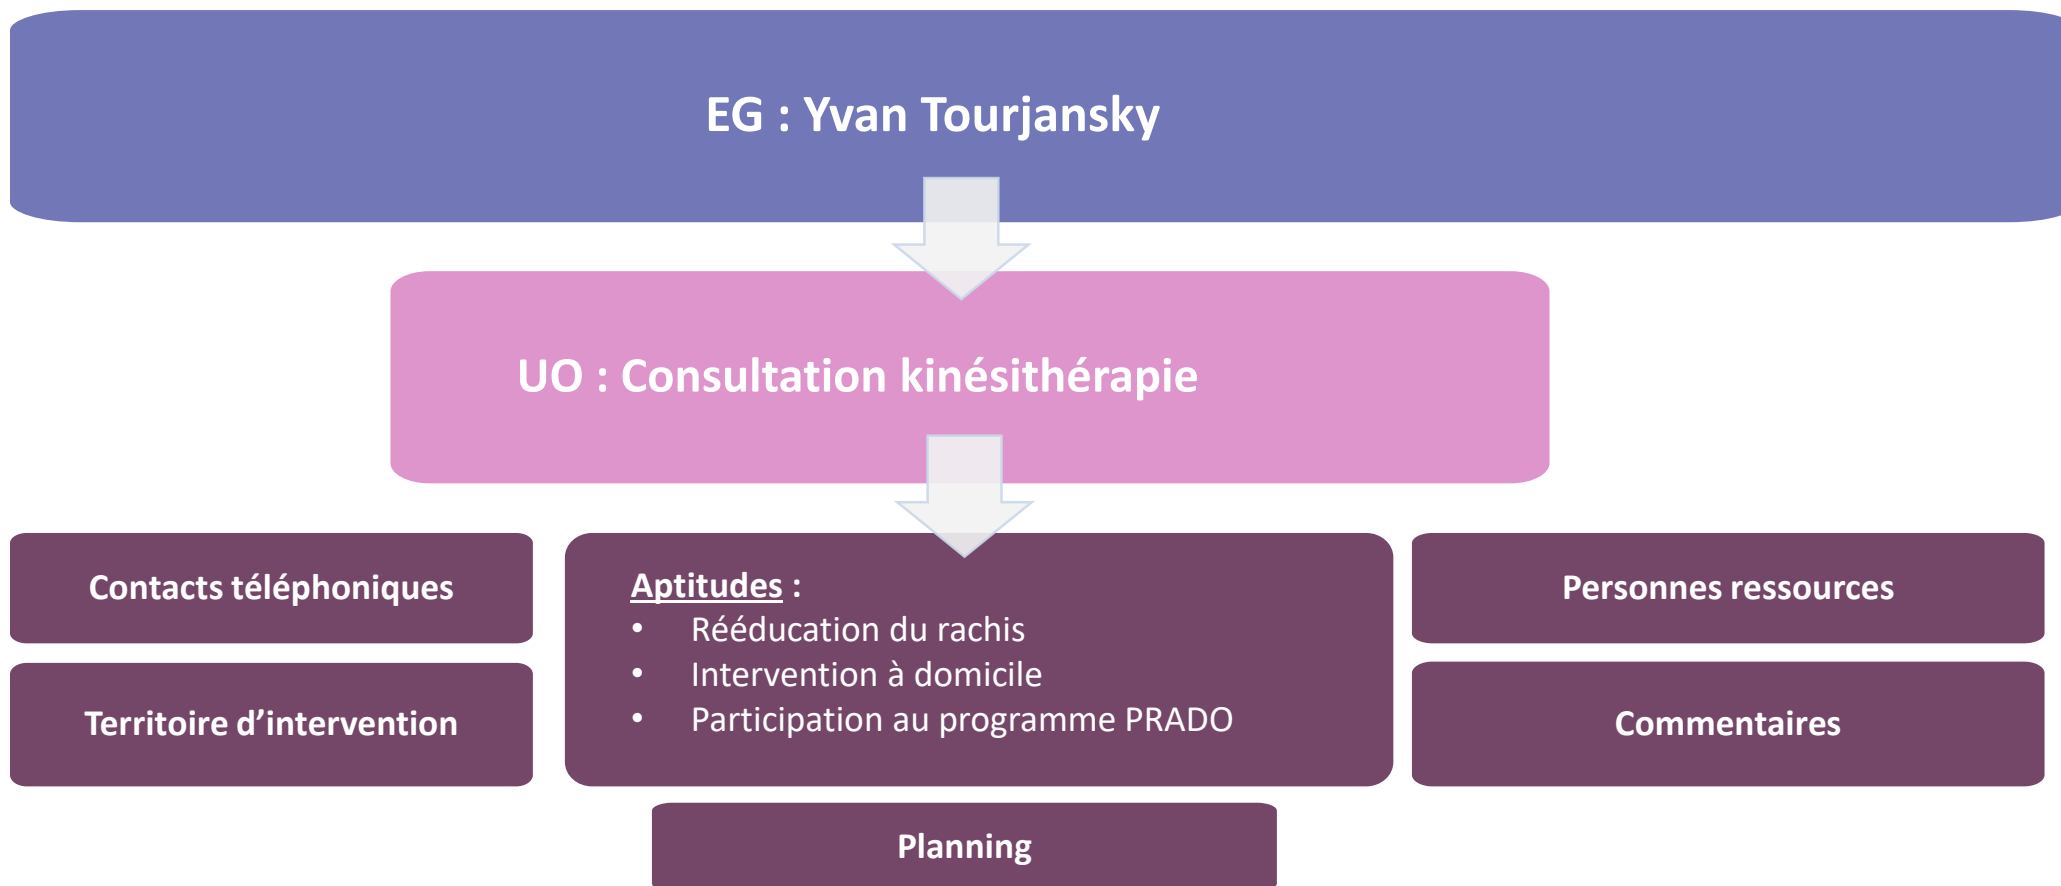 EG : Yvan Tourjansky
UO : Consultation kinésithérapie
Contacts téléphoniques
Territoire d’intervention
Aptitudes :
• Rééducation du rachis
• Intervention à domicile
• Participation au programme PRADO
Personnes ressources
Commentaires
Planning